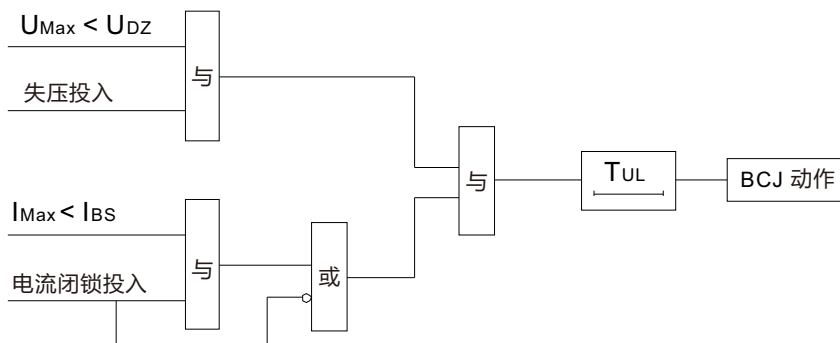 UMax < UDZ
失压投入
与
与
TUL
BCJ 动作
IMax < IBS
电流闭锁投入
与
或